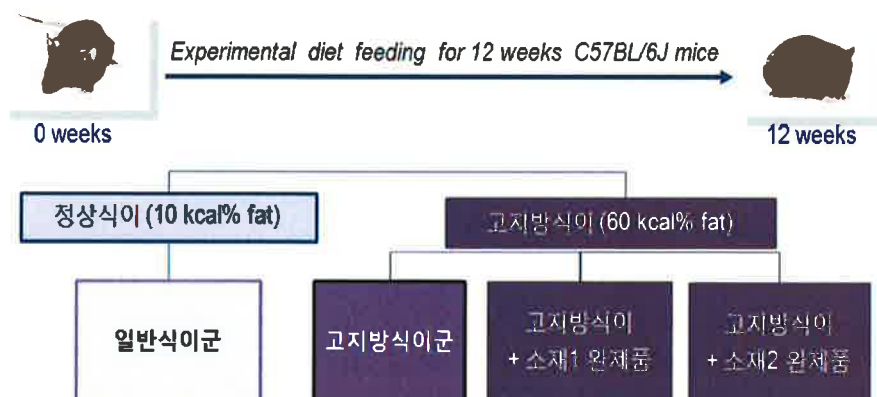 Experimental diet feeding for 12 weeks C57BL/6J mice
0 weeks
12 weeks
정상식이 (10 kcal% fat)
고지방식이 (60 kcal% fat)
일반식이군
고지방식이군
고지방식이
+ 소재1 완제품
고지방식이
+ 소재2 완제품